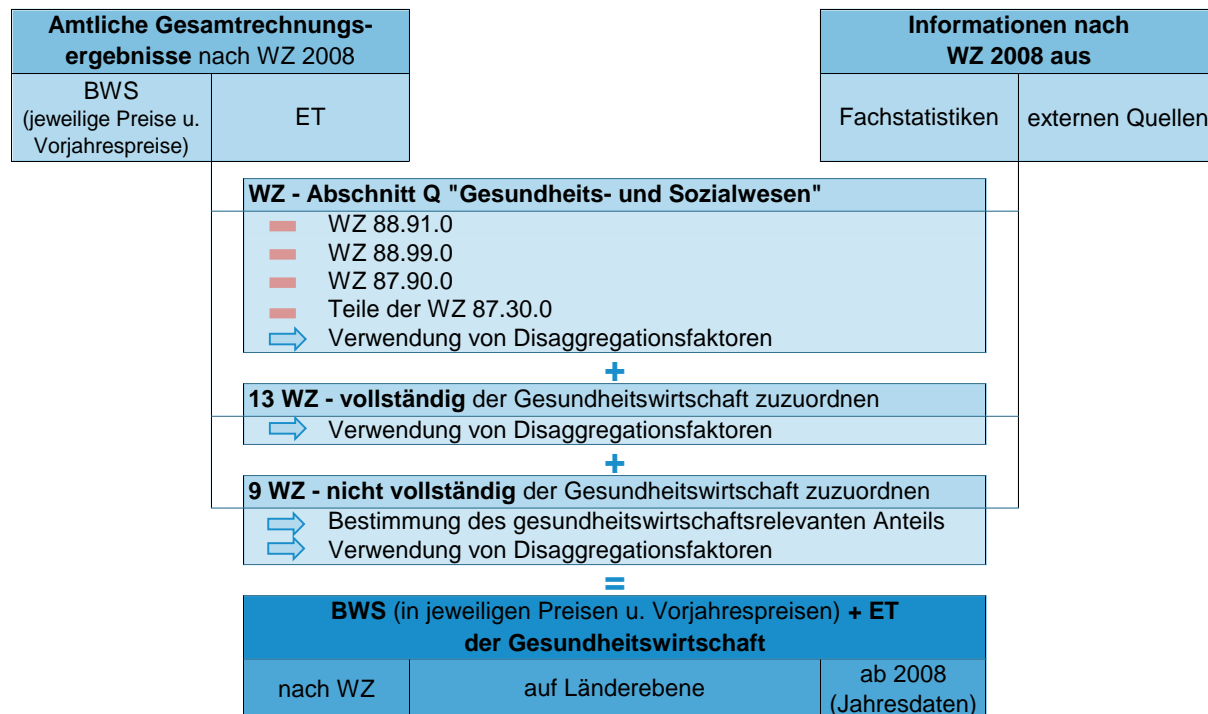 Amtliche Gesamtrechnungs-
ergebnisse nach WZ 2008
BWS
(jeweilige Preise u.
Vorjahrespreise)
ET
Informationen nach
WZ 2008 aus
Fachstatistiken
externen Quellen
WZ - Abschnitt Q "Gesundheits- und Sozialwesen"
WZ 88.91.0
WZ 88.99.0
WZ 87.90.0
Teile der WZ 87.30.0
Verwendung von Disaggregationsfaktoren
+
13 WZ - vollständig der Gesundheitswirtschaft zuzuordnen
Verwendung von Disaggregationsfaktoren
+
9 WZ - nicht vollständig der Gesundheitswirtschaft zuzuordnen
Bestimmung des gesundheitswirtschaftsrelevanten Anteils
Verwendung von Disaggregationsfaktoren
=
BWS (in jeweiligen Preisen u. Vorjahrespreisen) + ET
der Gesundheitswirtschaft
nach WZ
auf Länderebene
ab 2008
(Jahresdaten)